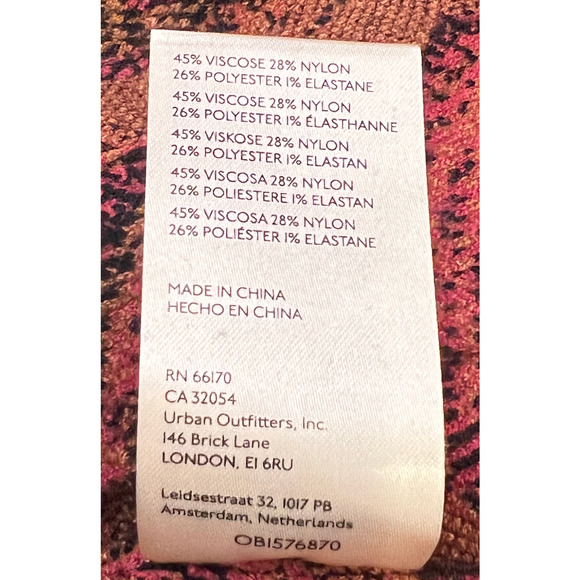 45% VISCOSE 28% NYLON
26% POLYESTER 1% ELASTANE
45% VISCOSE 28% NYLON
26% POLYESTER 1% ÉLASTHANNE
45% VISKOSE 28% NYLON
26% POLYESTER 1% ELASTAN
45% VISCOSA 28% NYLON
26% POLIESTERE 1% ELASTAN
45% VISCOSA 28% NYLON
26% POLIÉSTER 1% ELASTANE
MADE IN CHINA
HECHO EN CHINA
RN 66170
CA 32054
Urban Outfitters, Inc.
146 Brick Lane
LONDON, E1 6RU
Leidsestraat 32, 1017 PB
Amsterdam, Netherlands
OB1576870